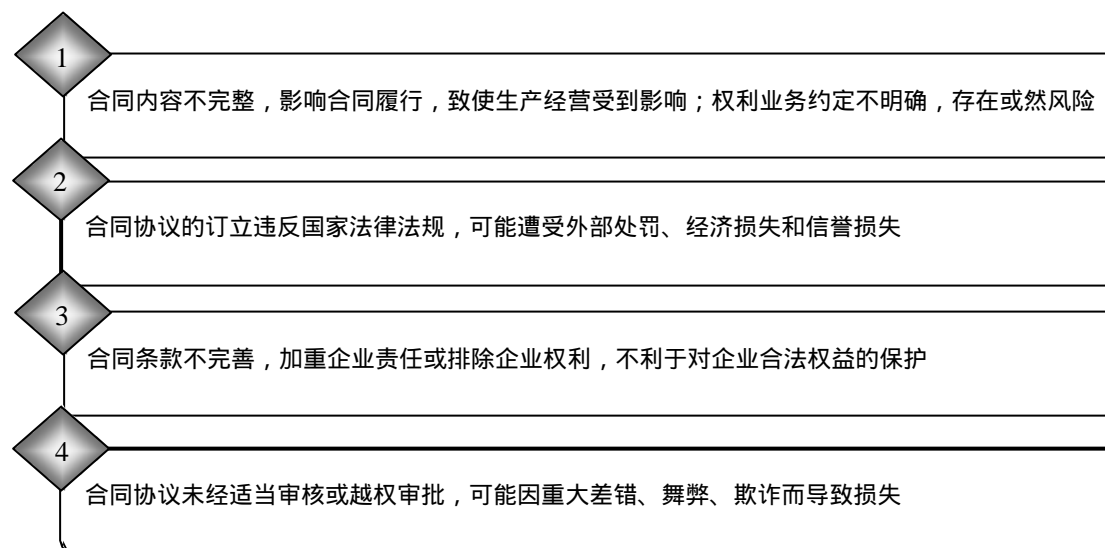 1
合同内容不完整，影响合同履行，致使生产经营受到影响；权利业务约定不明确，存在或然风险
2
合同协议的订立违反国家法律法规，可能遭受外部处罚、经济损失和信誉损失
3
合同条款不完善，加重企业责任或排除企业权利，不利于对企业合法权益的保护
4
合同协议未经适当审核或越权审批，可能因重大差错、舞弊、欺诈而导致损失